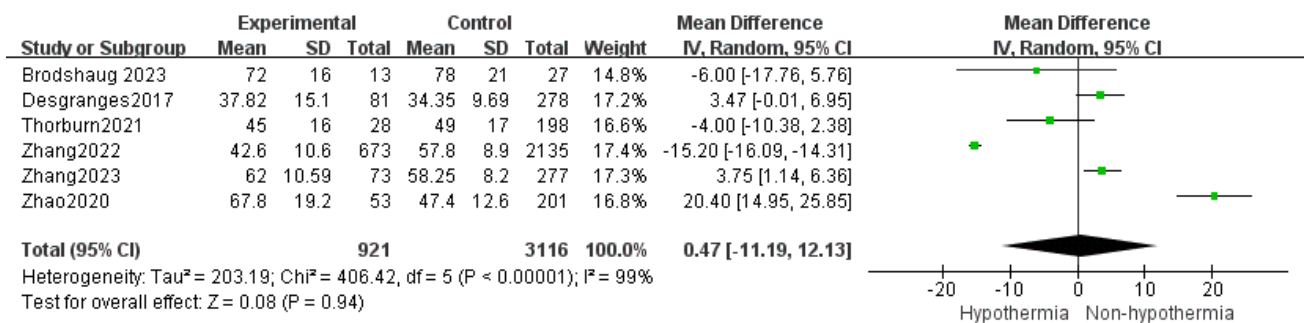 Experimental Control Mean Difference Mean Difference
Study or Subgroup Mean SD Total Mean SD Total Weight IV, Random, 95% CI IV, Random, 95% CI
Brodshaug 2023 72 16 13 78 21 27 14.8% -6.00 [-17.76, 5.76]
Desgranges2017 37.82 15.1 81 34.35 9.69 278 17.2% 3.47 [-0.01, 6.95]
Thorburn2021 45 16 28 49 17 198 16.6% -4.00 [-10.38, 2.38]
Zhang2022 42.6 10.6 673 57.8 8.9 2135 17.4% -15.20 [-16.09, -14.31]
Zhang2023 62 10.59 73 58.25 8.2 277 17.3% 3.75 [1.14, 6.36]
Zhao2020 67.8 19.2 53 47.4 12.6 201 16.8% 20.40 [14.95, 25.85]
Total (95% CI) 921 3116 100.0% 0.47 [-11.19, 12.13]
Heterogeneity: Tau² = 203.19; Chi² = 406.42, df = 5 (P < 0.00001); I² = 99%
Test for overall effect: Z = 0.08 (P = 0.94)
-20 -10 0 10 20
Hypothermia Non-hypothermia